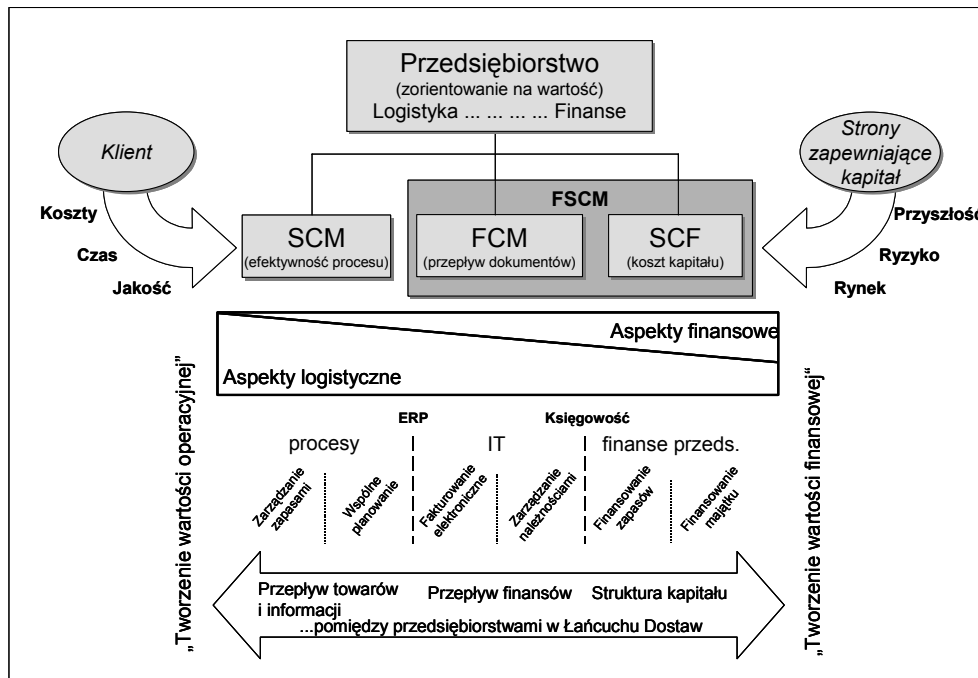 Przedsiębiorstwo
(zorientowanie na wartość)
Logistyka ... ... ... ... Finanse
Klient
Strony
zapewniające
kapitał
Koszty
Czas
Jakość
FSCM
SCM
(efektywność procesu)
FCM
(przepływ dokumentów)
SCF
(koszt kapitału)
Przyszłość
Ryzyko
Rynek
Aspekty finansowe
Aspekty logistyczne
„Tworzenie wartości operacyjnej”
ERP
Księgowość
procesy
IT
finanse przeds.
Zarządzanie
zapasami
Wspólne
planowanie
Fakturowanie
elektroniczne
Zarządzanie
należnościami
Finansowanie
zapasów
Finansowanie
majątku
„Tworzenie wartości finansowej“
Przepływ towarów
i informacji
Przepływ finansów
Struktura kapitału
...pomiędzy przedsiębiorstwami w Łańcuchu Dostaw